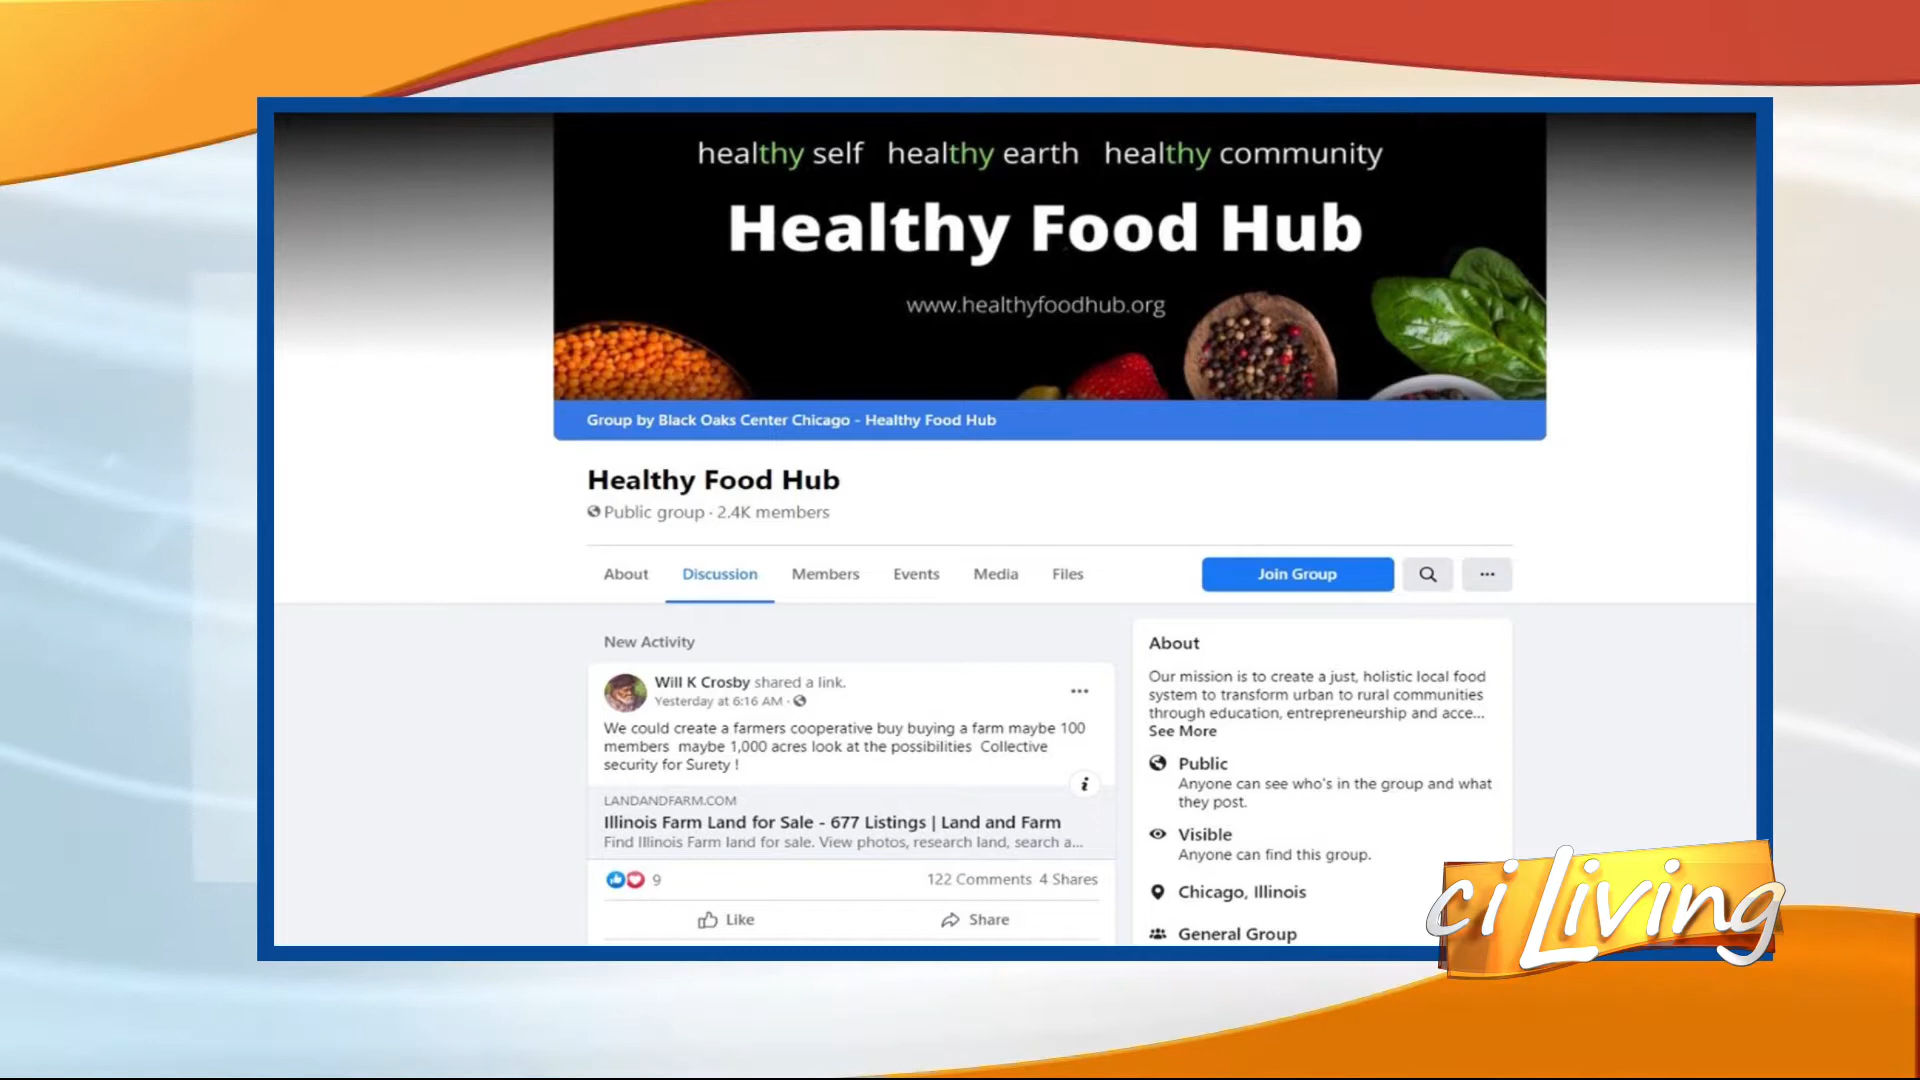 healthy self healthy earth healthy community
Healthy Food Hub
www.healthyfoodhub.org
Group by Black Oaks Center Chicago - Healthy Food Hub
Healthy Food Hub
Public group · 2.4K members
About Discussion Members Events Media Files Join Group ...
New Activity
Will K Crosby shared a link.
Yesterday at 6:16 AM ·
We could create a farmers cooperative buy buying a farm maybe 100
members maybe 1,000 acres look at the possibilities Collective
security for Surety !
LANDANDFARM.COM
Illinois Farm Land for Sale - 677 Listings | Land and Farm
Find Illinois Farm land for sale. View photos, research land, search a...
9 122 Comments 4 Shares
Like Share
About
Our mission is to create a just, holistic local food
system to transform urban to rural communities
through education, entrepreneurship and acce...
See More
Public
Anyone can see who's in the group and what
they post.
Visible
Anyone can find this group.
Chicago, Illinois
General Group
ciLiving